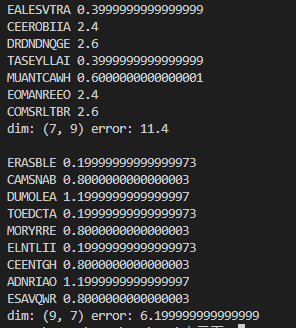 EALESVTRA 0.3999999999999999
CEEROBIIA 2.4
DRDNDNQGE 2.6
TASEYLLAI 0.3999999999999999
MUANTCAWH 0.6000000000000001
EOMANREEO 2.4
COMSRLTBR 2.6
dim: (7, 9) error: 11.4
ERASBLE 0.19999999999999973
CAMSNAB 0.8000000000000003
DUMOLEA 1.1999999999999997
TOEDCTA 0.19999999999999973
MORYRRE 0.8000000000000003
ELNTLII 0.19999999999999973
CEENTGH 0.8000000000000003
ADNRIAO 1.1999999999999997
ESAVQWR 0.8000000000000003
dim: (9, 7) error: 6.199999999999999